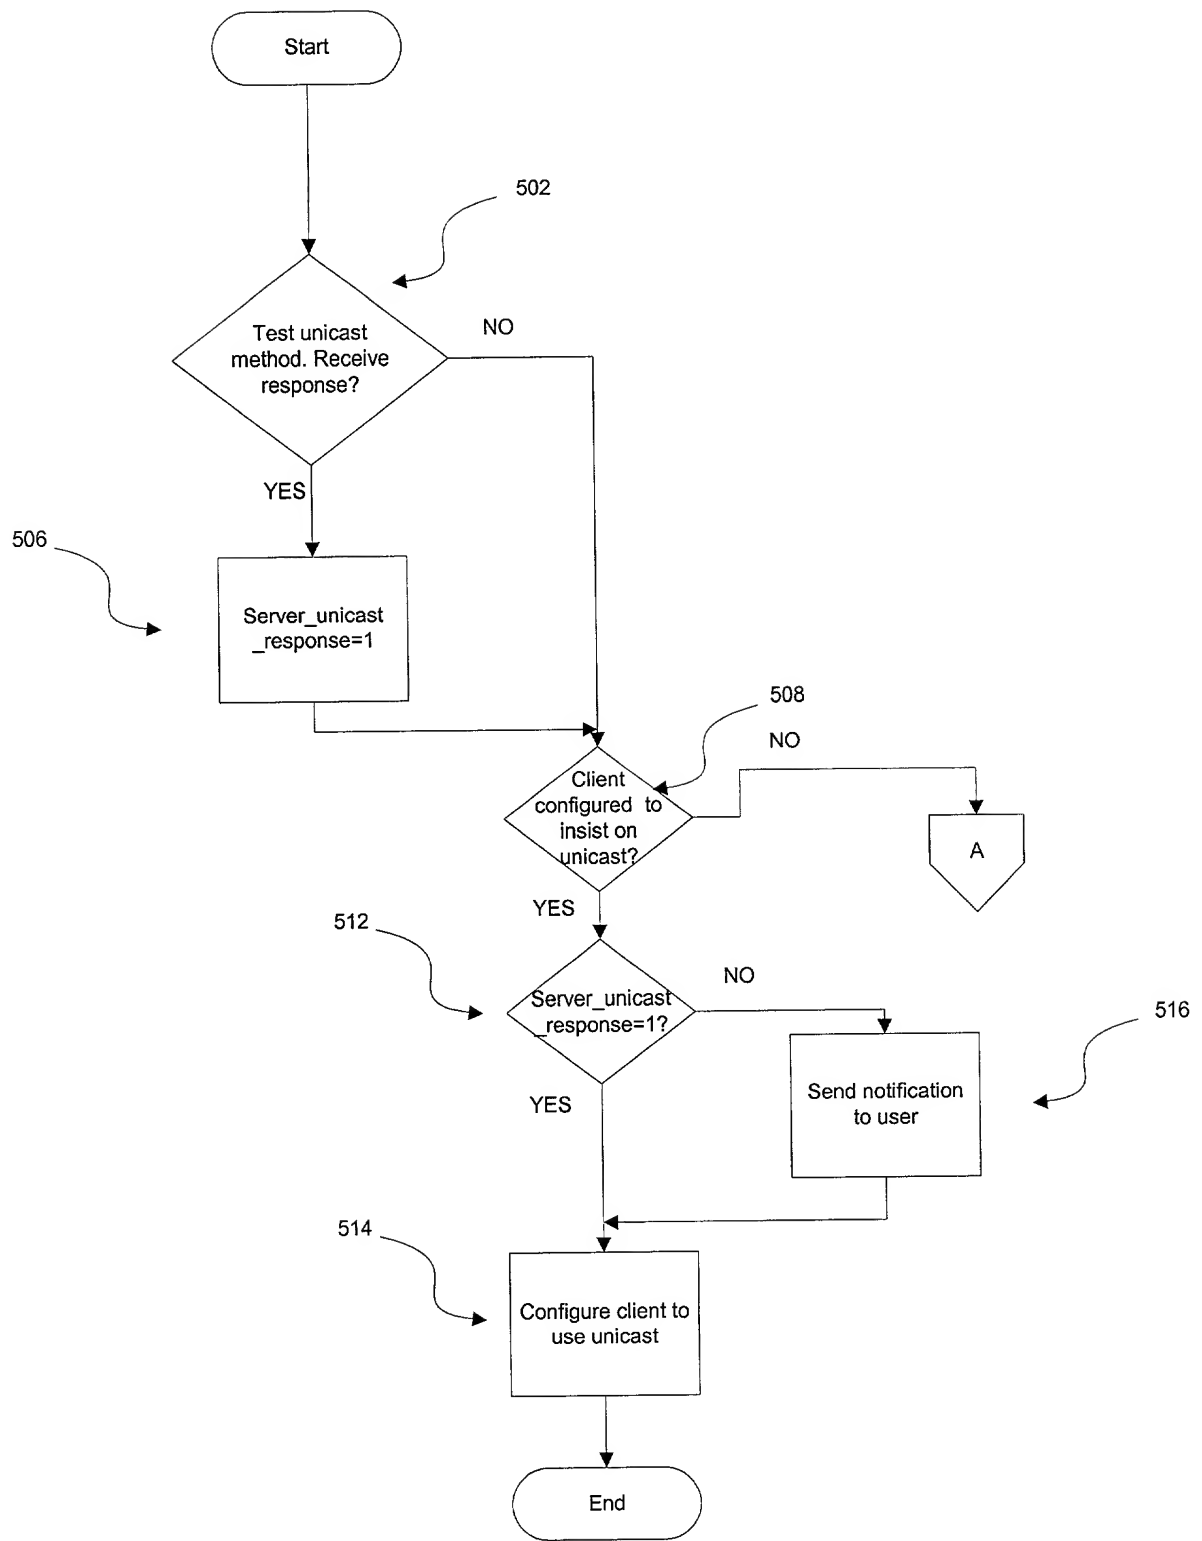 Start
502
Test unicast
method. Receive
response?
NO
YES
506
Server_unicast
_response=1
508
Client
configured to
insist on
unicast?
NO
A
YES
512
Server_unicast
_response=1?
NO
516
Send notification
to user
YES
514
Configure client to
use unicast
End